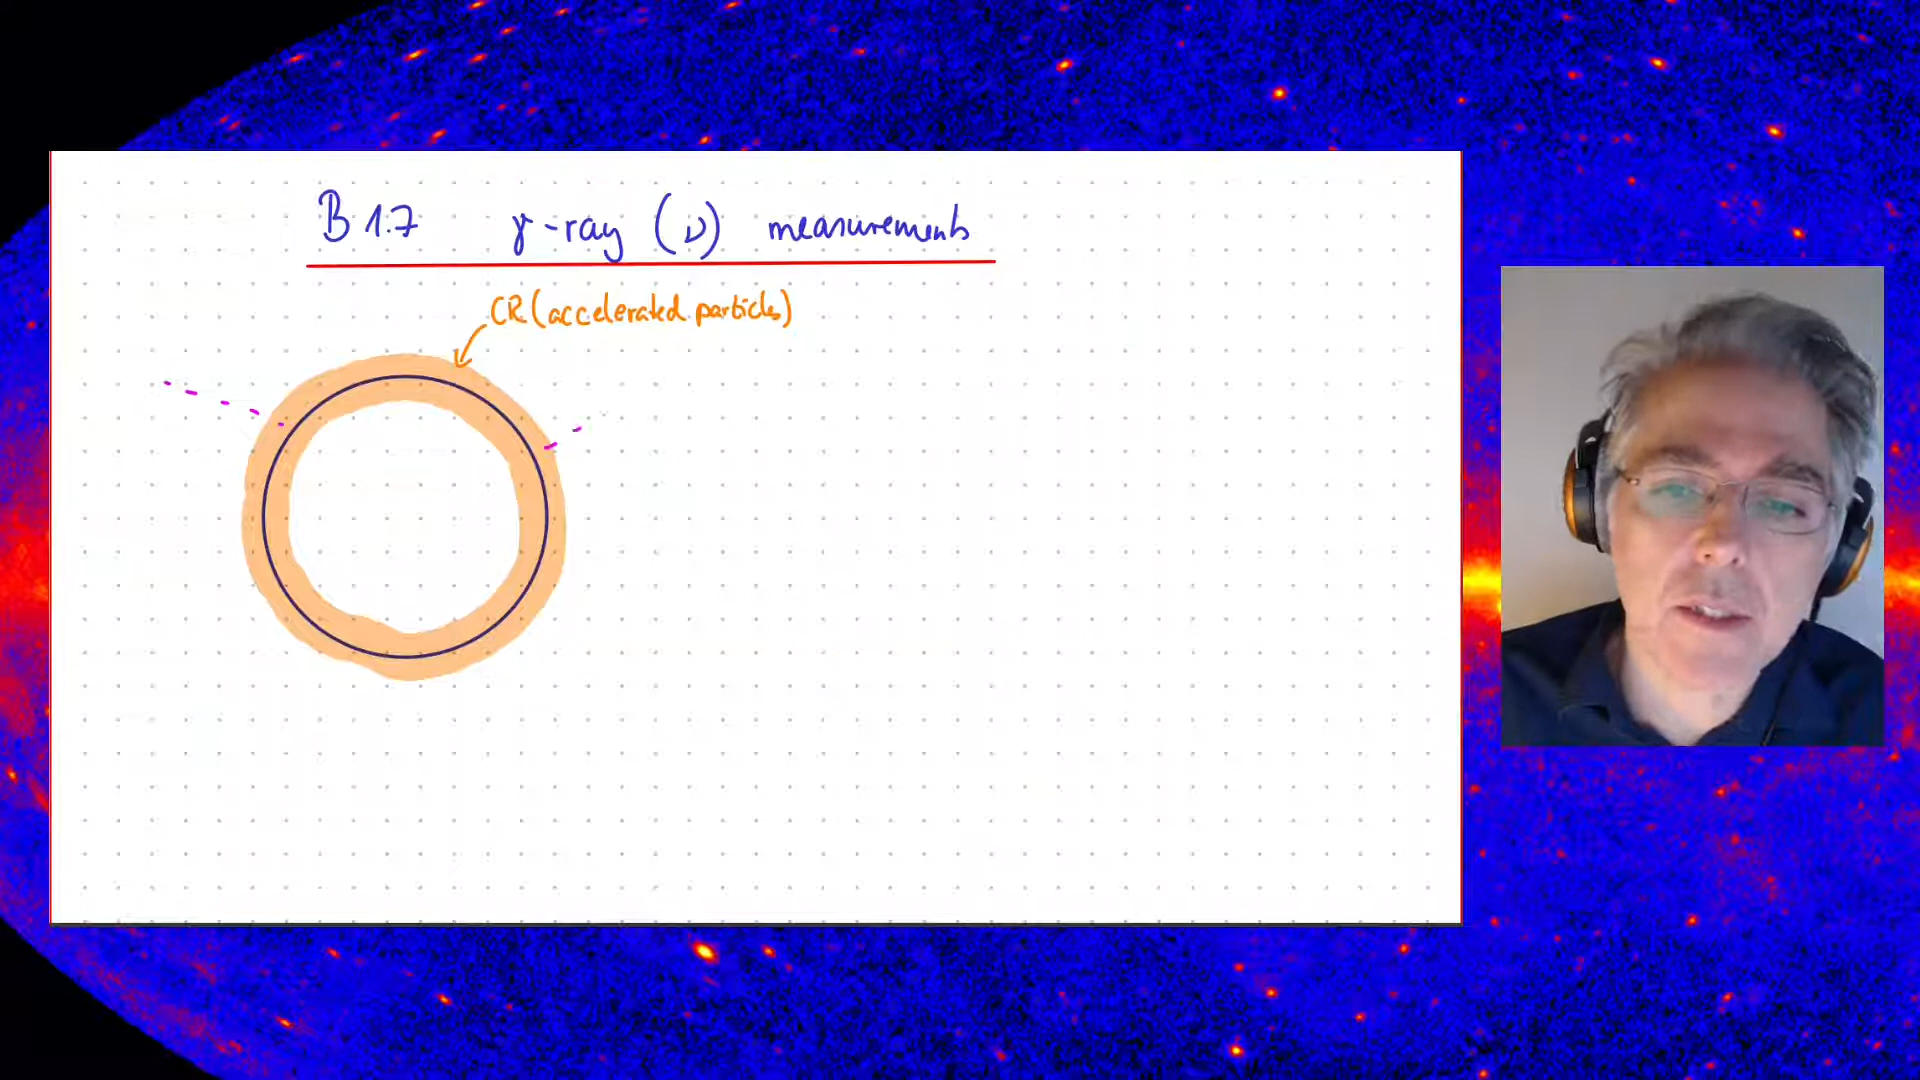 B 1.7 γ-ray (ν) measurements
CR (accelerated particles)